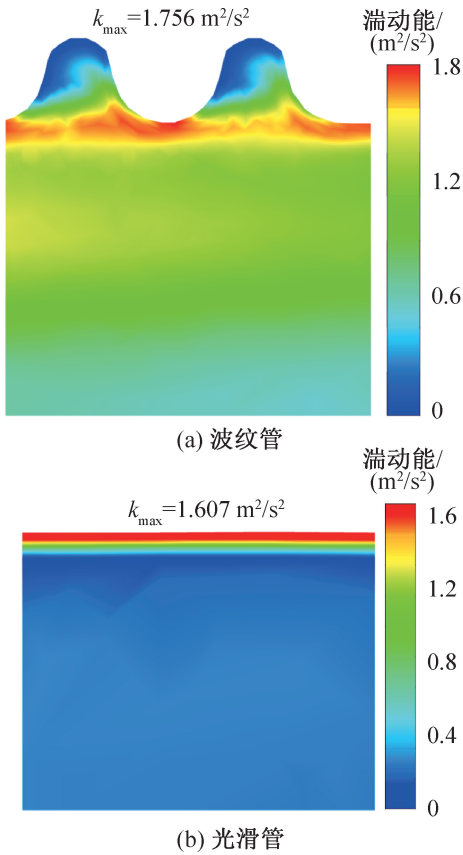 k_max=1.756 m²/s²
湍动能/
(m²/s²)
1.8
1.2
0.6
0
(a) 波纹管
湍动能/
(m²/s²)
k_max=1.607 m²/s²
1.6
1.2
0.8
0.4
0
(b) 光滑管